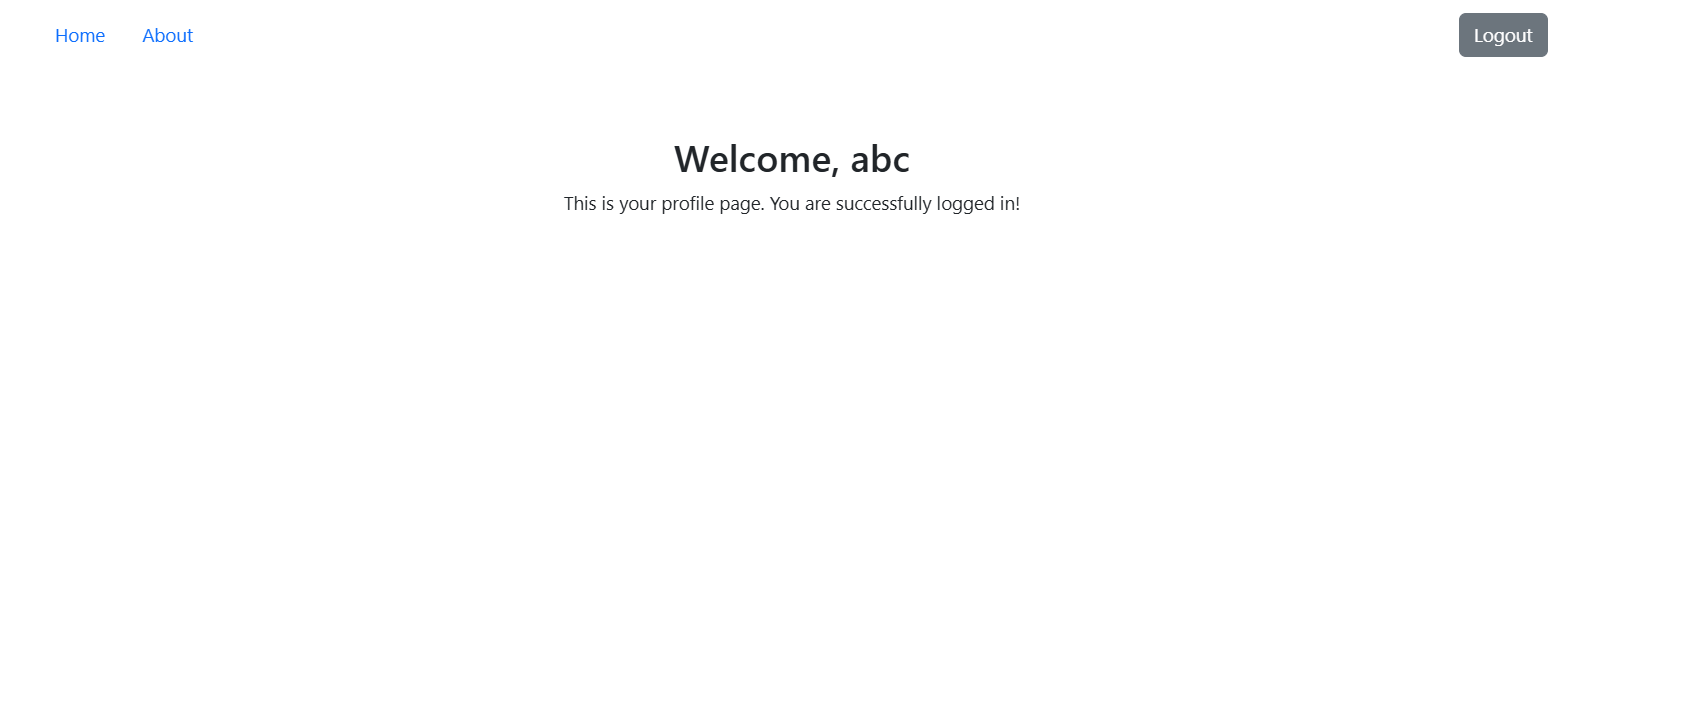 Home About Logout
Welcome, abc
This is your profile page. You are successfully logged in!